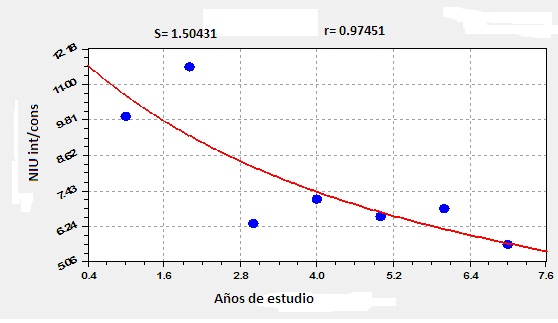 S= 1.50431 r= 0.97451
NIU int/cons
12.18
11.00
9.81
8.62
7.43
6.24
5.06
0.4 1.6 2.8 4.0 5.2 6.4 7.6
Años de estudio